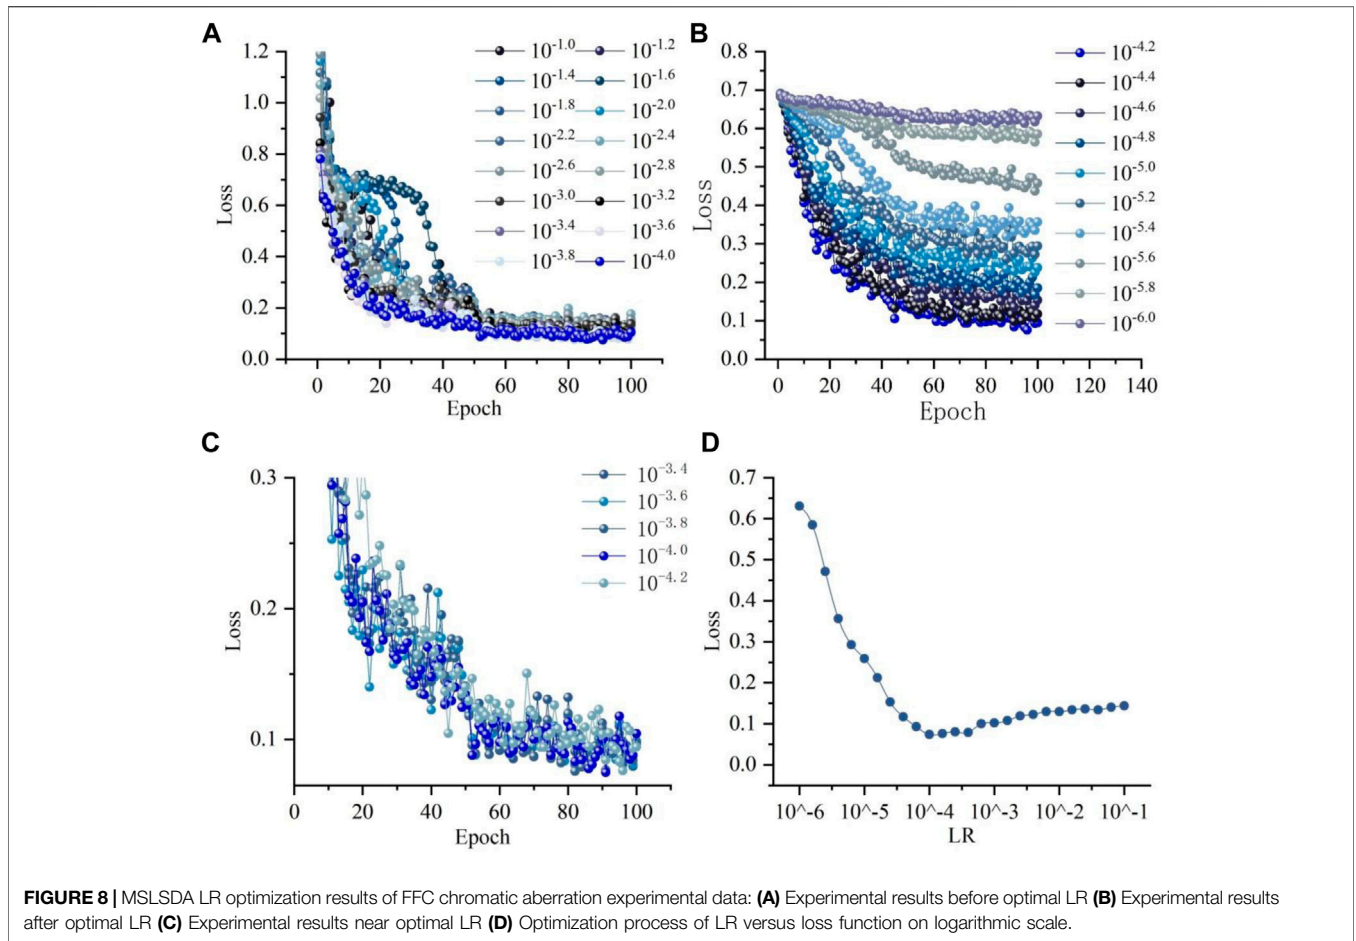 A
Loss
1.2
1.0
0.8
0.6
0.4
0.2
0.0
0 20 40 60 80 100
Epoch
10^-1.0 10^-1.2
10^-1.4 10^-1.6
10^-1.8 10^-2.0
10^-2.2 10^-2.4
10^-2.6 10^-2.8
10^-3.0 10^-3.2
10^-3.4 10^-3.6
10^-3.8 10^-4.0
B
Loss
0.8
0.7
0.6
0.5
0.4
0.3
0.2
0.1
0.0
0 20 40 60 80 100 120 140
Epoch
10^-4.2
10^-4.4
10^-4.6
10^-4.8
10^-5.0
10^-5.2
10^-5.4
10^-5.6
10^-5.8
10^-6.0
C
Loss
0.3
0.2
0.1
0 20 40 60 80 100
Epoch
10^-3.4
10^-3.6
10^-3.8
10^-4.0
10^-4.2
D
Loss
0.7
0.6
0.5
0.4
0.3
0.2
0.1
0.0
10^-6 10^-5 10^-4 10^-3 10^-2 10^-1
LR
FIGURE 8 | MSLSDA LR optimization results of FFC chromatic aberration experimental data: (A) Experimental results before optimal LR (B) Experimental results
after optimal LR (C) Experimental results near optimal LR (D) Optimization process of LR versus loss function on logarithmic scale.